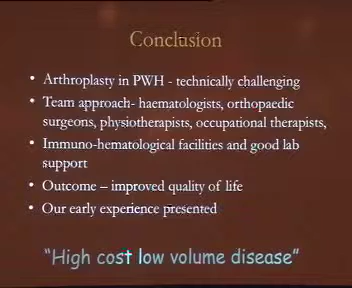 Conclusion
• Arthroplasty in PWH - technically challenging
• Team approach- haematologists, orthopaedic
surgeons, physiotherapists, occupational therapists,
• Immuno-hematological facilities and good lab
support
• Outcome – improved quality of life
• Our early experience presented
“High cost low volume disease”